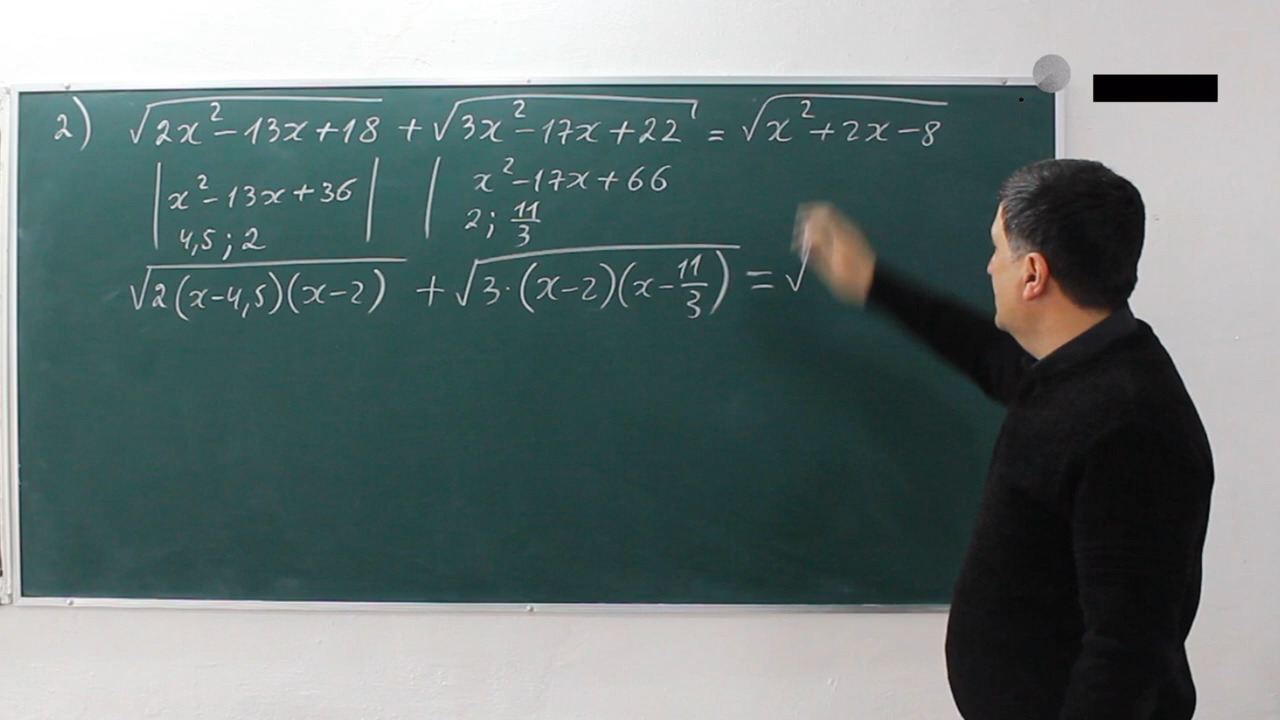 2) √(2x² - 13x + 18) + √(3x² - 17x + 22) = √(x² + 2x - 8)
|x² - 13x + 36| | x² - 17x + 66
4,5 ; 2 2 ; 11/3
√(2(x-4,5)(x-2)) + √(3·(x-2)(x-11/3)) = √